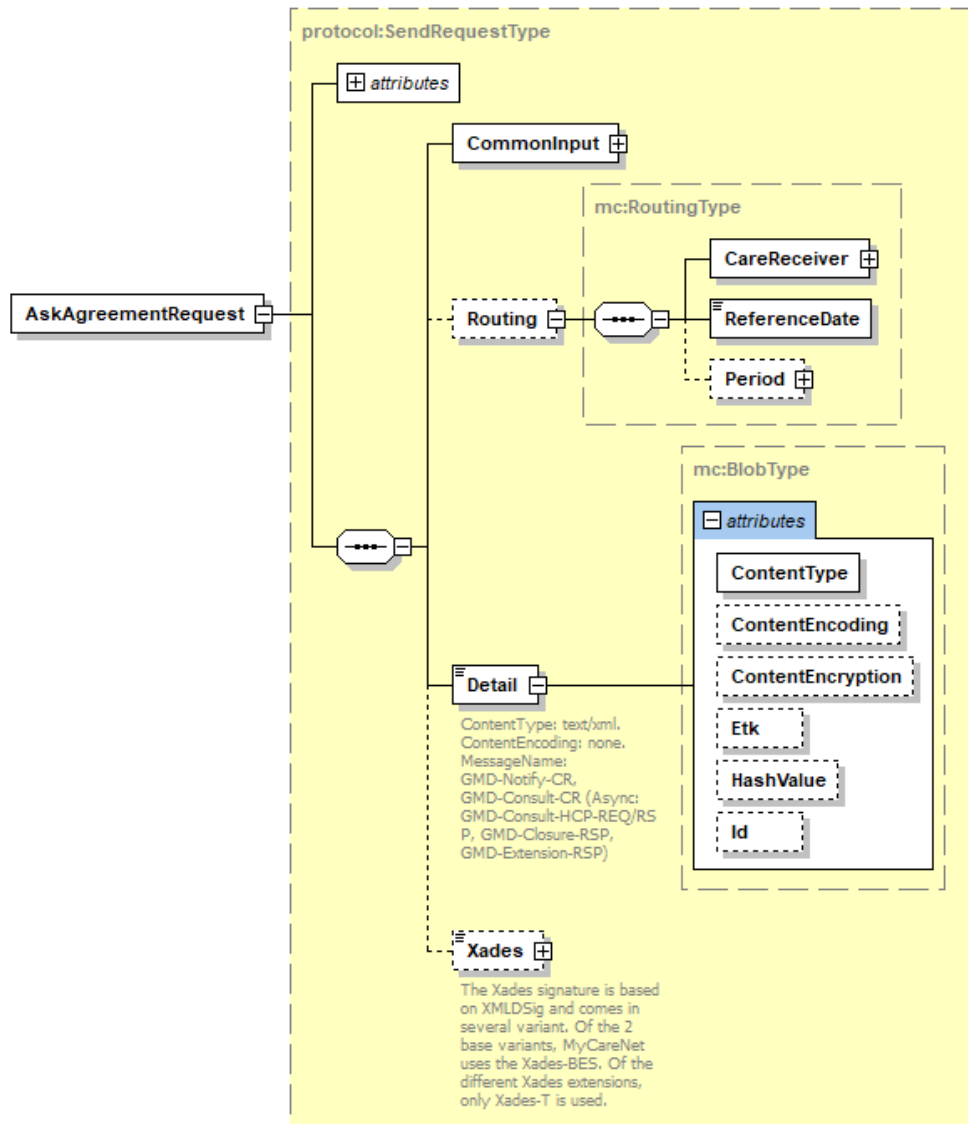 protocol:SendRequestType
attributes
CommonInput
mc:RoutingType
CareReceiver
AskAgreementRequest
Routing
ReferenceDate
Period
mc:BlobType
attributes
ContentType
ContentEncoding
ContentEncryption
Detail
Etk
HashValue
Id
ContentType: text/xml.
ContentEncoding: none.
MessageName:
GMD-Notify-CR,
GMD-Consult-CR (Async:
GMD-Consult-HCP-REQ/RS
P, GMD-Closure-RSP,
GMD-Extension-RSP)
Xades
The Xades signature is based
on XMLDSig and comes in
several variant. Of the 2
base variants, MyCareNet
uses the Xades-BES. Of the
different Xades extensions,
only Xades-T is used.